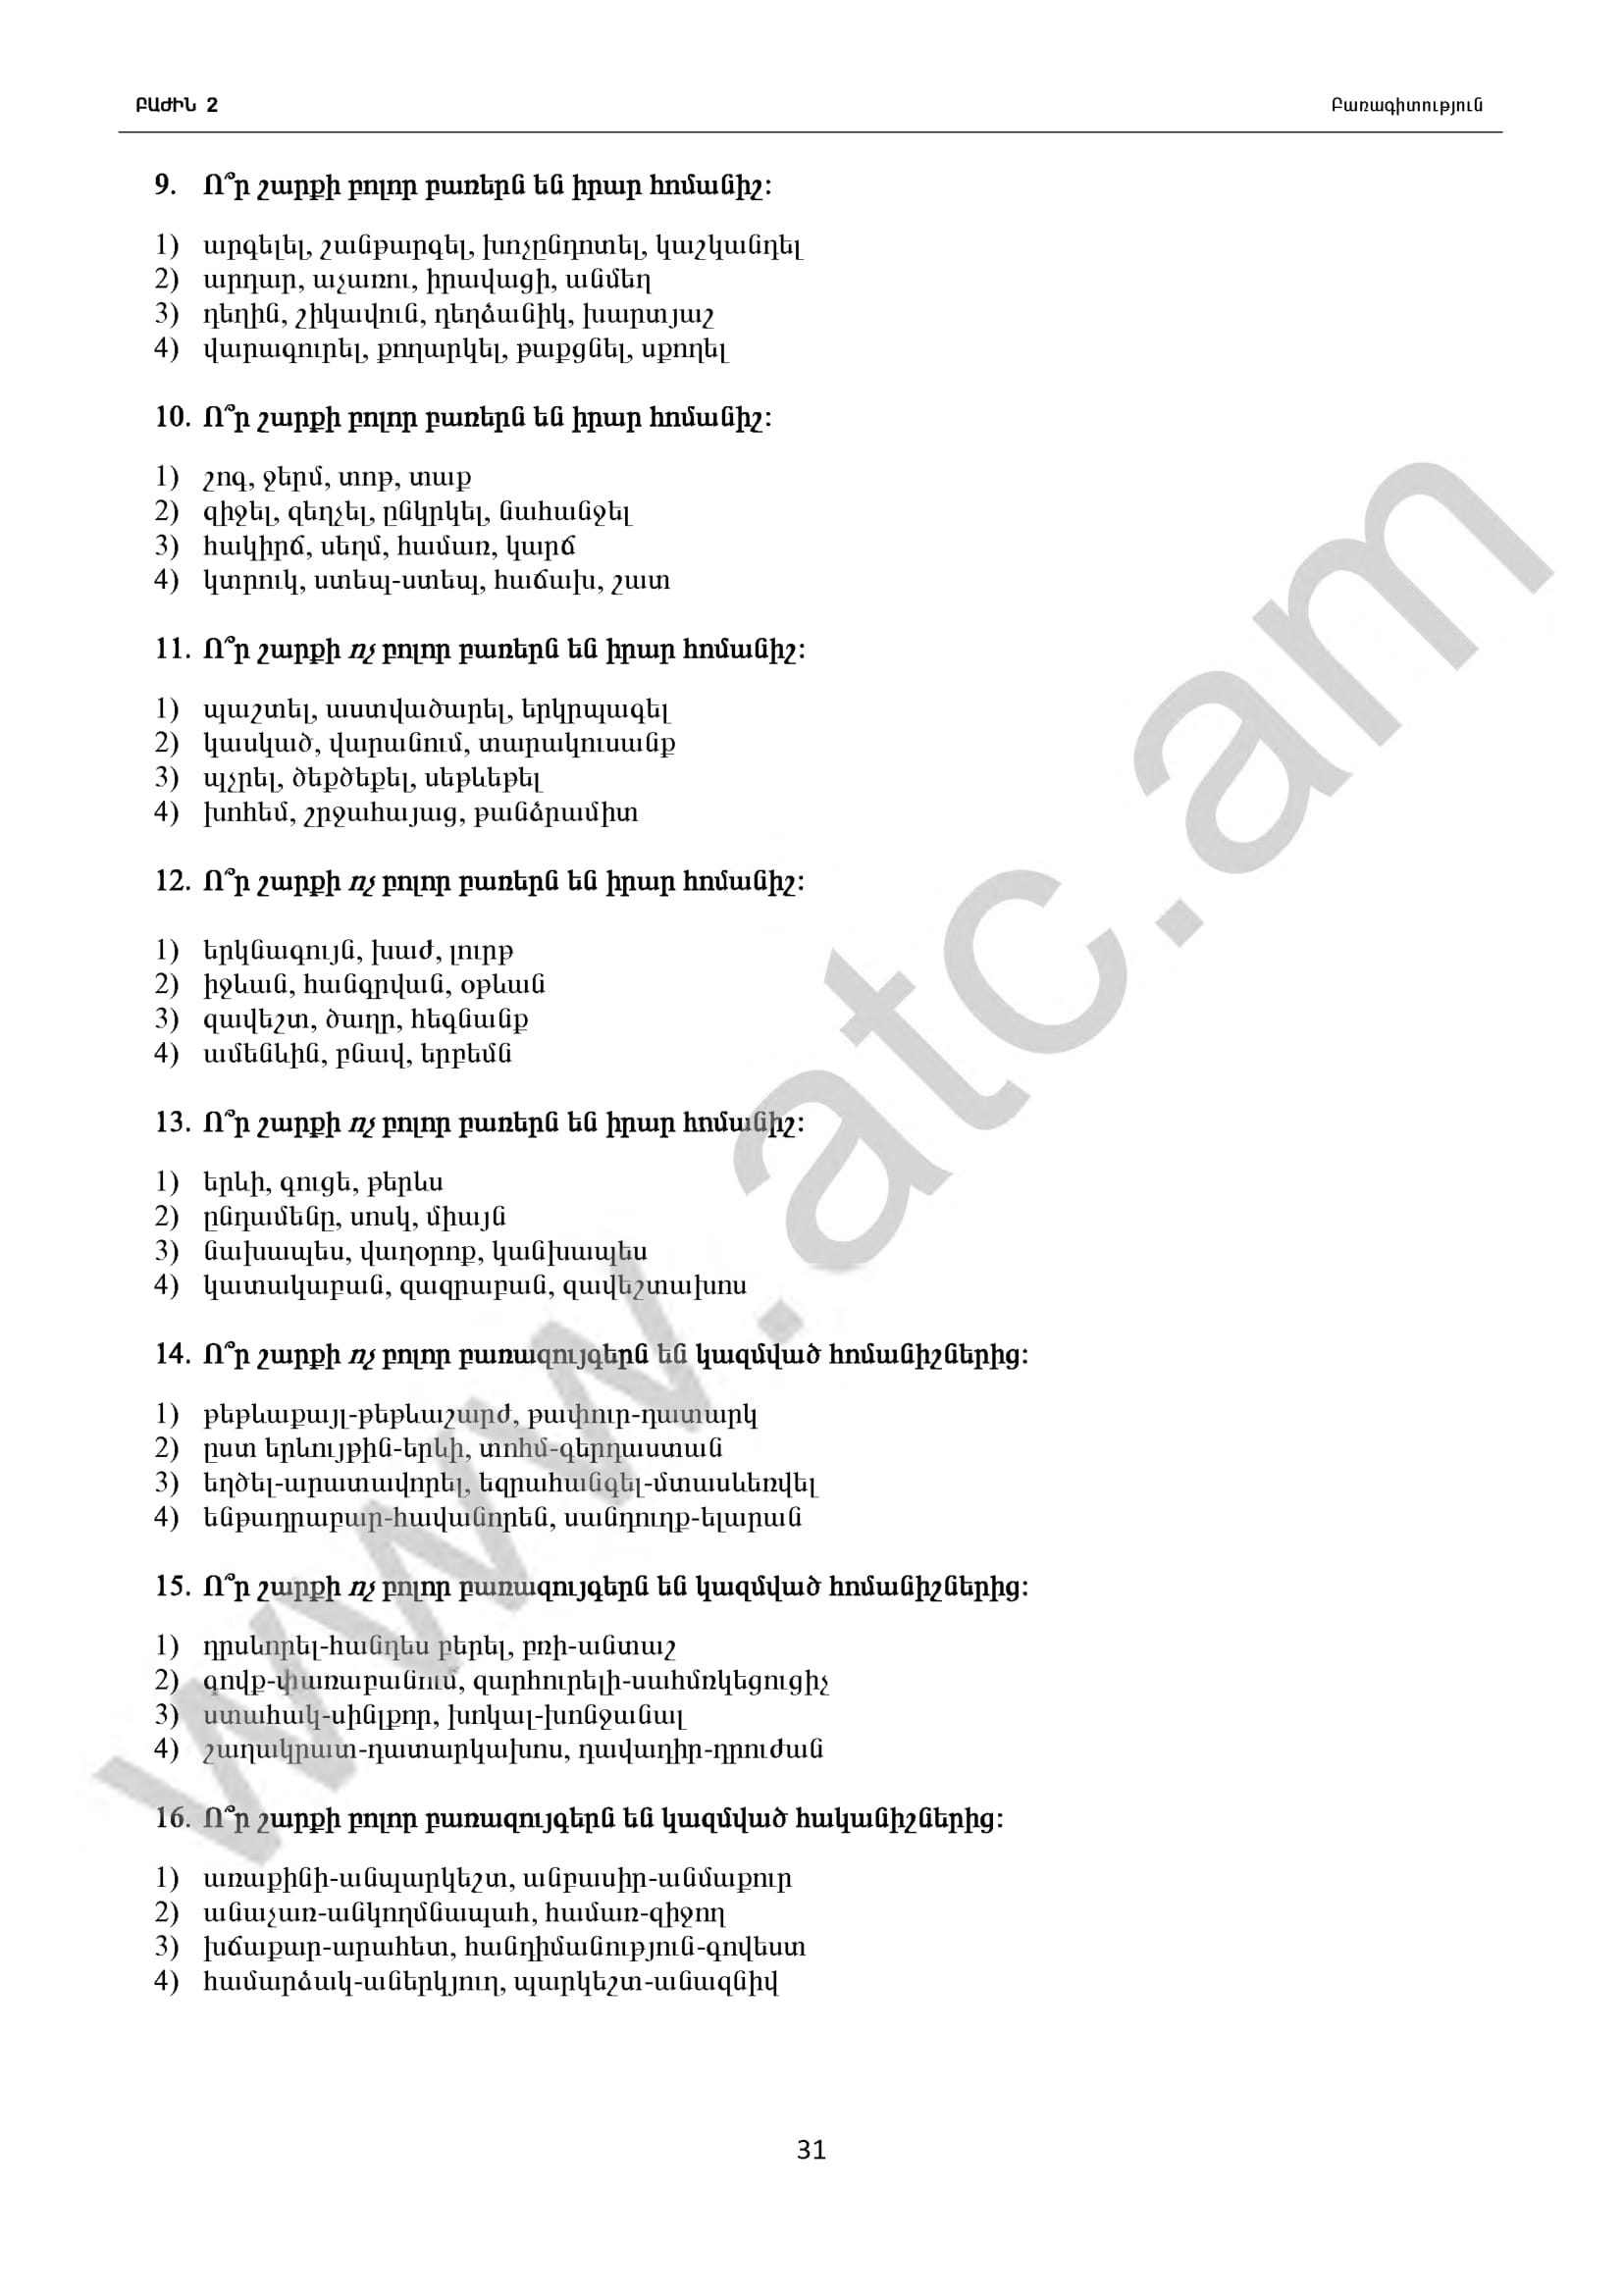 ԲԱԺԻՆ 2 Բառագիտություն
9. Ո՞ր շարքի բոլոր բառերն են իրար հոմանիշ:
1) արգելել, շանթարգել, խոչընդոտել, կաշկանդել
2) արդար, աչառու, իրավացի, անմեղ
3) դեղին, շիկավուն, դեղձանիկ, խարտյաշ
4) վարագուրել, քողարկել, թաքցնել, սքողել
10. Ո՞ր շարքի բոլոր բառերն են իրար հոմանիշ:
1) շոգ, ջերմ, տոթ, տաք
2) զիջել, զեղչել, ընկրկել, նահանջել
3) հակիրճ, սեղմ, համառ, կարճ
4) կտրուկ, ստեպ-ստեպ, հաճախ, շատ
11. Ո՞ր շարքի ոչ բոլոր բառերն են իրար հոմանիշ:
1) պաշտել, աստվածարել, երկրպագել
2) կասկած, վարանում, տարակուսանք
3) պչրել, ծեքծեքել, սեթևեթել
4) խոհեմ, շրջահայաց, թանձրամիտ
12. Ո՞ր շարքի ոչ բոլոր բառերն են իրար հոմանիշ:
1) երկնագույն, խաժ, լուրթ
2) իջևան, հանգրվան, օթևան
3) զավեշտ, ծաղր, հեգնանք
4) ամենևին, բնավ, երբեմն
13. Ո՞ր շարքի ոչ բոլոր բառերն են իրար հոմանիշ:
1) երևի, գուցե, թերևս
2) ընդամենը, սոսկ, միայն
3) նախապես, վաղօրոք, կանխապես
4) կատակաբան, զազրաբան, զավեշտախոս
14. Ո՞ր շարքի ոչ բոլոր բառազույգերն են կազմված հոմանիշներից:
1) թեթևաքայլ-թեթևաշարժ, թափուր-դատարկ
2) ըստ երևույթին-երևի, տոհմ-գերդաստան
3) եղծել-արատավորել, եզրահանգել-մտասևեռվել
4) ենթադրաբար-հավանորեն, սանդուղք-ելարան
15. Ո՞ր շարքի ոչ բոլոր բառազույգերն են կազմված հոմանիշներից:
1) դրսևորել-հանդես բերել, բռի-անտաշ
2) գովք-փառաբանում, զարհուրելի-սահմռկեցուցիչ
3) ստահակ-սինլքոր, խոկալ-խոնջանալ
4) շաղակրատ-դատարկախոս, դավադիր-դրուժան
16. Ո՞ր շարքի բոլոր բառազույգերն են կազմված հականիշներից:
1) առաքինի-անպարկեշտ, անբասիր-անմաքուր
2) անաչառ-անկողմնապահ, համառ-զիջող
3) խճաքար-արահետ, հանդիմանություն-գովեստ
4) համարձակ-աներկյուղ, պարկեշտ-անազնիվ
www.atc.am
31